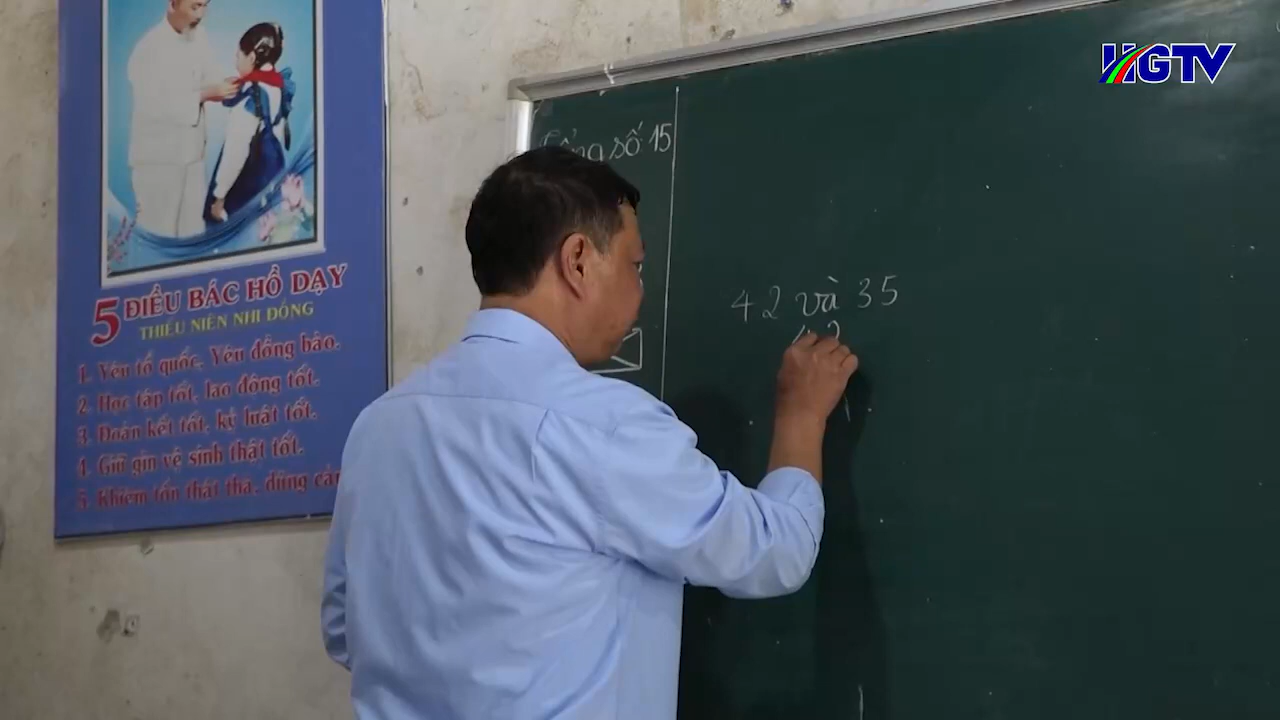 HGTV
5 ĐIỀU BÁC HỒ DẠY
THIẾU NIÊN NHI ĐỒNG
1. Yêu tổ quốc, Yêu đồng bào.
2. Học tập tốt, lao động tốt.
3. Đoàn kết tốt, kỷ luật tốt.
4. Giữ gìn vệ sinh thật tốt.
5. Khiêm tốn thật thà, dũng
số 15
42 và 35